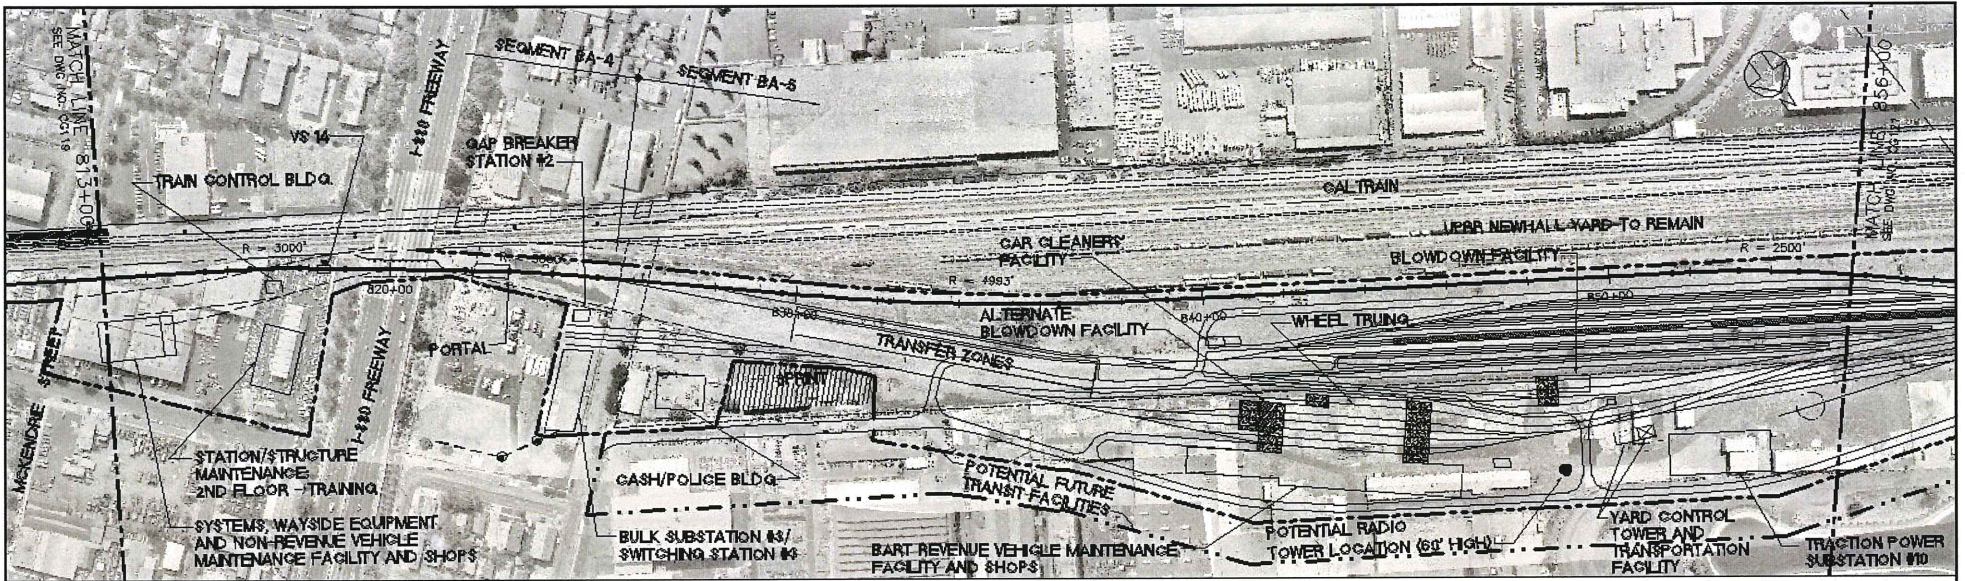 MATCH LINE 813+00
SEE DWG NO. CG119
SEGMENT BA-4
SEGMENT BA-5
I-880 FREEWAY
VS 14
GAP BREAKER
STATION #2
TRAIN CONTROL BLDG.
CALTRAIN
UPRR NEWHALL YARD TO REMAIN
MATCH LINE 856+00
SEE DWG NO.
R = 3000'
CAR CLEANERS'
FACILITY
BLOWDOWN FACILITY
R = 2500'
R = 4993'
820+00
830+00
840+00
850+00
PORTAL
ALTERNATE
BLOWDOWN FACILITY
WHEEL TRUING
TRANSFER ZONES
SPRINT
MCKENDRIE STREET
I-880 FREEWAY
STATION/STRUCTURE
MAINTENANCE;
2ND FLOOR - TRAINING
CASH/POLICE BLDG.
POTENTIAL FUTURE
TRANSIT FACILITIES
SYSTEMS, WAYSIDE EQUIPMENT
AND NON-REVENUE VEHICLE
MAINTENANCE FACILITY AND SHOPS
BULK SUBSTATION #3/
SWITCHING STATION #3
BART REVENUE VEHICLE MAINTENANCE
FACILITY AND SHOPS
POTENTIAL RADIO
TOWER LOCATION (60' HIGH)
YARD CONTROL
TOWER AND
TRANSPORTATION
FACILITY
TRACTION POWER
SUBSTATION #10